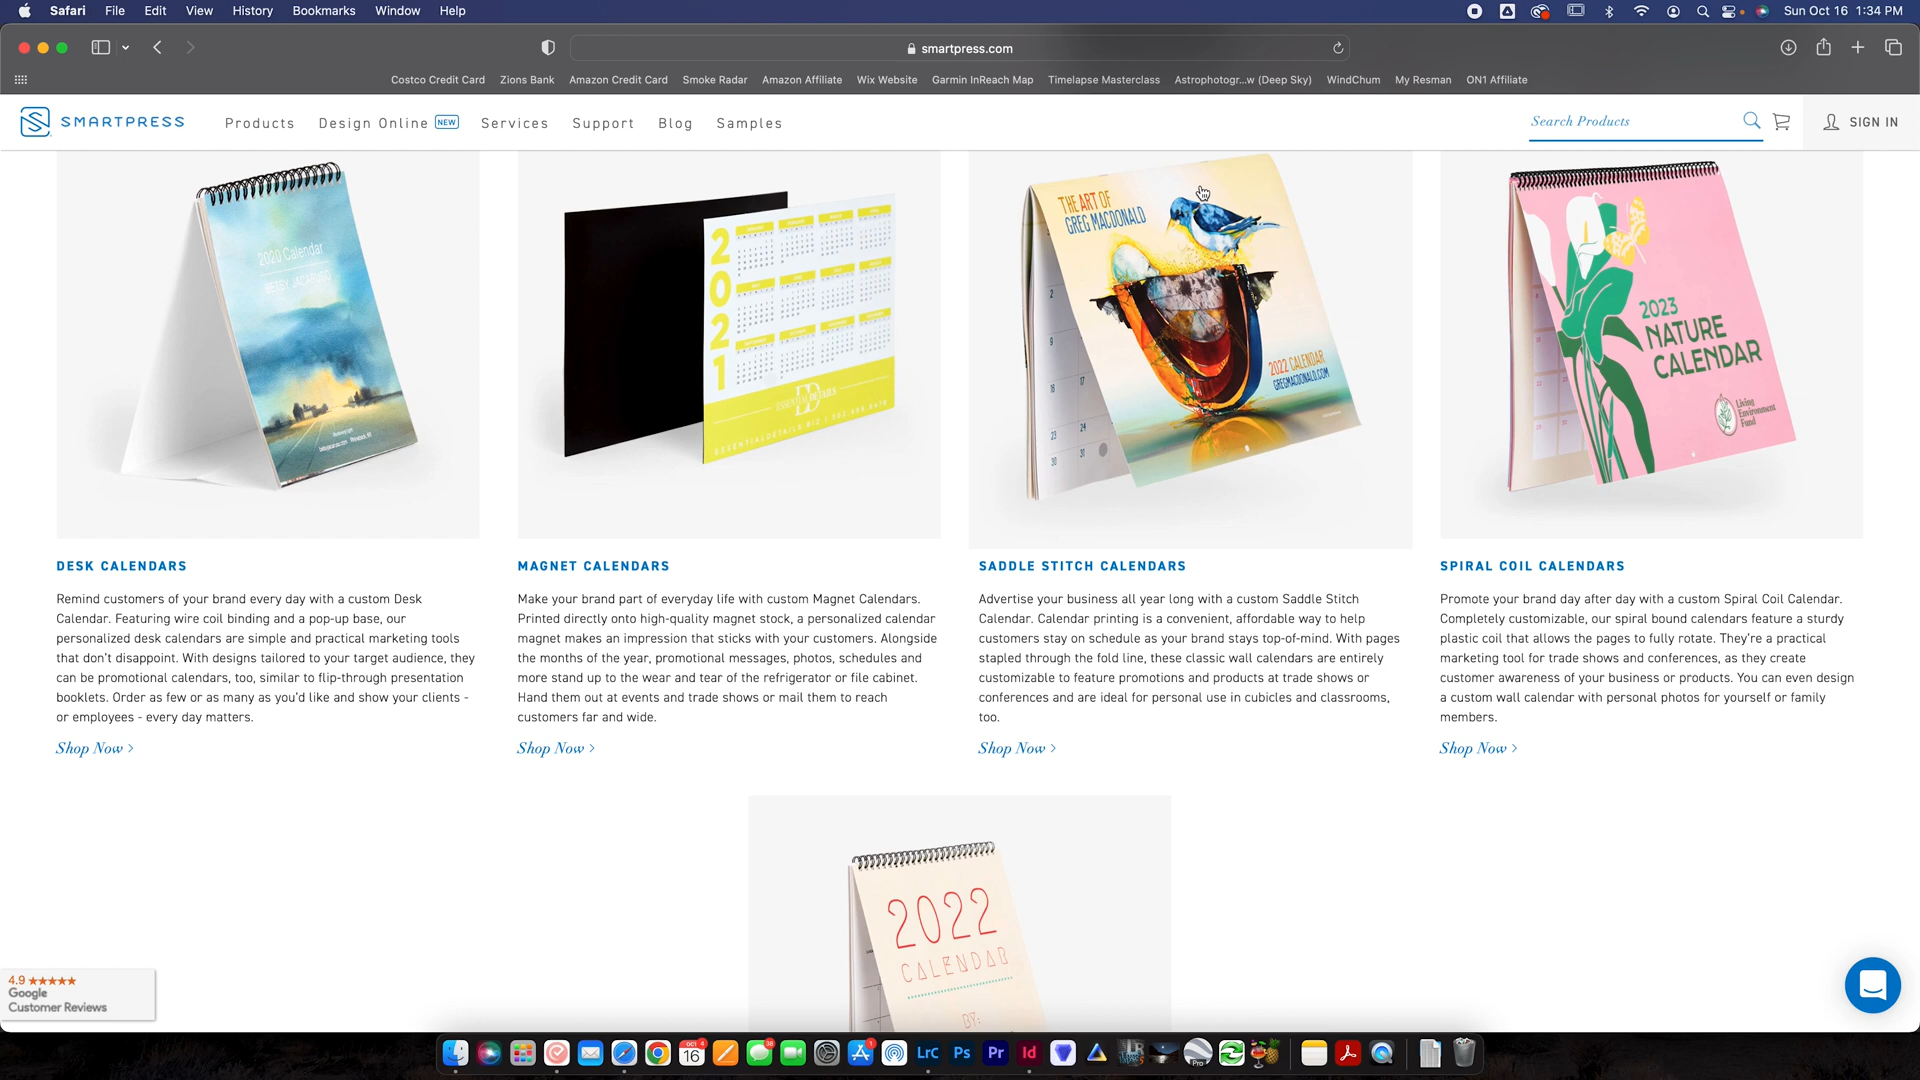 Safari File Edit View History Bookmarks Window Help
Sun Oct 16 1:34 PM
smartpress.com
Costco Credit Card Zions Bank Amazon Credit Card Smoke Radar Amazon Affiliate Wix Website Garmin InReach Map Timelapse Masterclass Astrophotogr...w (Deep Sky) WindChum My Resman ON1 Affiliate
SMARTPRESS Products Design Online NEW Services Support Blog Samples Search Products SIGN IN
2020 Calendar
2021
ESSENTIALDETAILS
THE ART OF
GREG MACDONALD
2022 CALENDAR
GREGMACDONALD.COM
2023
NATURE
CALENDAR
Living
Environment
Fund
DESK CALENDARS
Remind customers of your brand every day with a custom Desk
Calendar. Featuring wire coil binding and a pop-up base, our
personalized desk calendars are simple and practical marketing tools
that don't disappoint. With designs tailored to your target audience, they
can be promotional calendars, too, similar to flip-through presentation
booklets. Order as few or as many as you'd like and show your clients -
or employees - every day matters.
Shop Now >
MAGNET CALENDARS
Make your brand part of everyday life with custom Magnet Calendars.
Printed directly onto high-quality magnet stock, a personalized calendar
magnet makes an impression that sticks with your customers. Alongside
the months of the year, promotional messages, photos, schedules and
more stand up to the wear and tear of the refrigerator or file cabinet.
Hand them out at events and trade shows or mail them to reach
customers far and wide.
Shop Now >
SADDLE STITCH CALENDARS
Advertise your business all year long with a custom Saddle Stitch
Calendar. Calendar printing is a convenient, affordable way to help
customers stay on schedule as your brand stays top-of-mind. With pages
stapled through the fold line, these classic wall calendars are entirely
customizable to feature promotions and products at trade shows or
conferences and are ideal for personal use in cubicles and classrooms,
too.
Shop Now >
SPIRAL COIL CALENDARS
Promote your brand day after day with a custom Spiral Coil Calendar.
Completely customizable, our spiral bound calendars feature a sturdy
plastic coil that allows the pages to fully rotate. They're a practical
marketing tool for trade shows and conferences, as they create
customer awareness of your business or products. You can even design
a custom wall calendar with personal photos for yourself or family
members.
Shop Now >
2022
CALENDAR
BY:
4.9 ★★★★★
Google
Customer Reviews
OCT
16
LrC Ps Pr Id
Pro